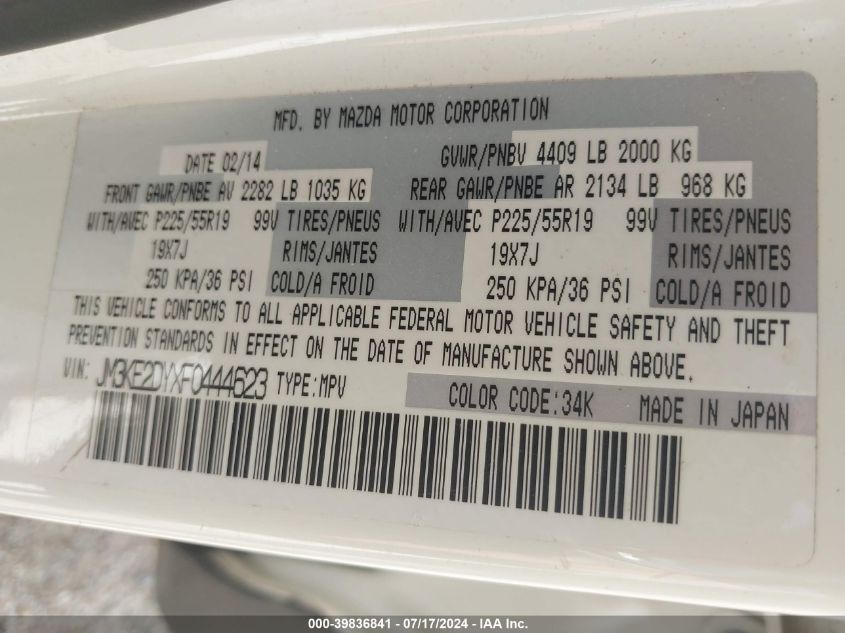 MFD. BY MAZDA MOTOR CORPORATION
DATE 02/14 GVWR/PNBV 4409 LB 2000 KG
FRONT GAWR/PNBE AV 2282 LB 1035 KG REAR GAWR/PNBE AR 2134 LB 968 KG
WITH/AVEC P225/55R19 99V TIRES/PNEUS WITH/AVEC P225/55R19 99V TIRES/PNEUS
19X7J RIMS/JANTES 19X7J RIMS/JANTES
250 KPA/36 PSI COLD/A FROID 250 KPA/36 PSI COLD/A FROID
THIS VEHICLE CONFORMS TO ALL APPLICABLE FEDERAL MOTOR VEHICLE SAFETY AND THEFT
PREVENTION STANDARDS IN EFFECT ON THE DATE OF MANUFACTURE SHOWN ABOVE.
VIN: JM3KE2DYXF0444623 TYPE:MPV COLOR CODE:34K MADE IN JAPAN
000-39836841 - 07/17/2024 - IAA Inc.